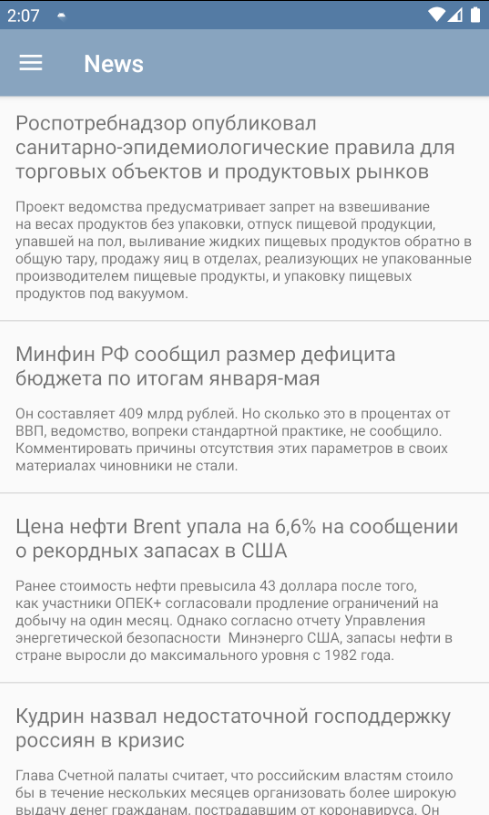 2:07
News
Роспотребнадзор опубликовал
санитарно-эпидемиологические правила для
торговых объектов и продуктовых рынков
Проект ведомства предусматривает запрет на взвешивание
на весах продуктов без упаковки, отпуск пищевой продукции,
упавшей на пол, выливание жидких пищевых продуктов обратно в
общую тару, продажу яиц в отделах, реализующих не упакованные
производителем пищевые продукты, и упаковку пищевых
продуктов под вакуумом.
Минфин РФ сообщил размер дефицита
бюджета по итогам января-мая
Он составляет 409 млрд рублей. Но сколько это в процентах от
ВВП, ведомство, вопреки стандартной практике, не сообщило.
Комментировать причины отсутствия этих параметров в своих
материалах чиновники не стали.
Цена нефти Brent упала на 6,6% на сообщении
о рекордных запасах в США
Ранее стоимость нефти превысила 43 доллара после того,
как участники ОПЕК+ согласовали продление ограничений на
добычу на один месяц. Однако согласно отчету Управления
энергетической безопасности  Минэнерго США, запасы нефти в
стране выросли до максимального уровня с 1982 года.
Кудрин назвал недостаточной господдержку
россиян в кризис
Глава Счетной палаты считает, что российским властям стоило
бы в течение нескольких месяцев организовать более широкую
выдачу денег гражданам, пострадавшим от коронавируса. Он